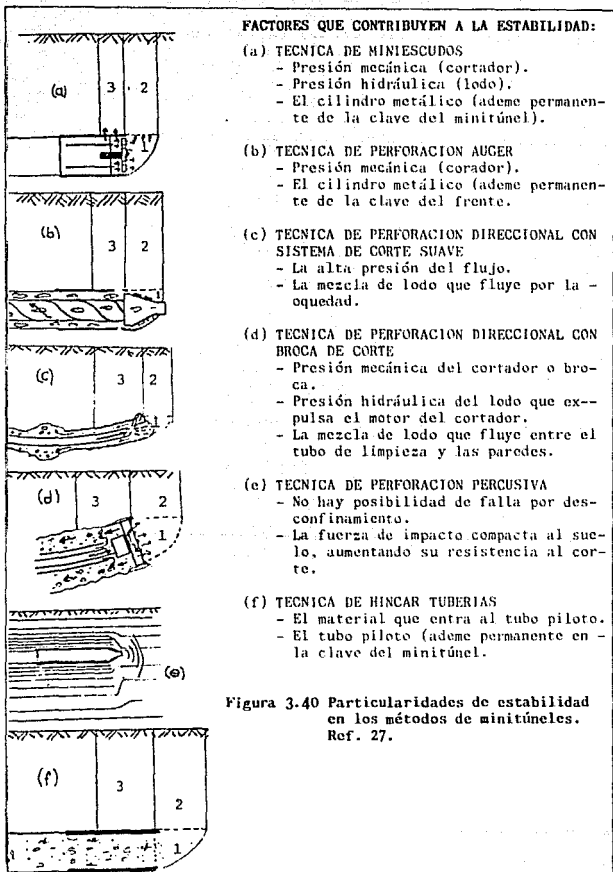 FACTORES QUE CONTRIBUYEN A LA ESTABILIDAD:
(a) TECNICA DE MINIESCUDOS
- Presión mecánica (cortador).
- Presión hidráulica (lodo).
- El cilindro metálico (ademe permanen-
te de la clave del minitúnel).
(b) TECNICA DE PERFORACION AUGER
- Presión mecánica (corador).
- El cilindro metálico (ademe permanen-
te de la clave del frente.
(c) TECNICA DE PERFORACION DIRECCIONAL CON
SISTEMA DE CORTE SUAVE
- La alta presión del flujo.
- La mezcla de lodo que fluye por la -
oquedad.
(d) TECNICA DE PERFORACION DIRECCIONAL CON
BROCA DE CORTE
- Presión mecánica del cortador o bro-
ca.
- Presión hidráulica del lodo que ex--
pulsa el motor del cortador.
- La mezcla de lodo que fluye entre el
tubo de limpieza y las paredes.
(e) TECNICA DE PERFORACION PERCUSIVA
- No hay posibilidad de falla por des-
confinamiento.
- La fuerza de impacto compacta al sue-
lo, aumentando su resistencia al cor-
te.
(f) TECNICA DE HINCAR TUBERIAS
- El material que entra al tubo piloto.
- El tubo piloto (ademe permanente en -
la clave del minitúnel.
Figura 3.40 Particularidades de estabilidad
en los métodos de minitúneles.
Ref. 27.
(a) 3 2
1
(b) 3 2
1
(c) 3 2
1
(d) 3 2
1
(e)
(f) 3 2
1